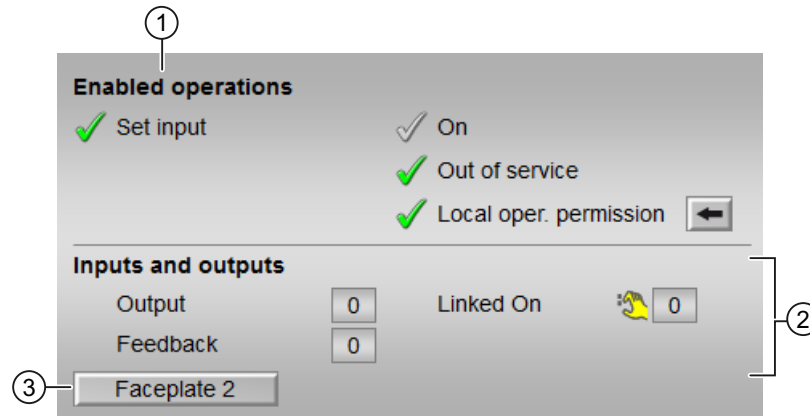 1
Enabled operations
Set input
On
Out of service
Local oper. permission
Inputs and outputs
Output 0
Linked On 0
Feedback 0
2
3
Faceplate 2